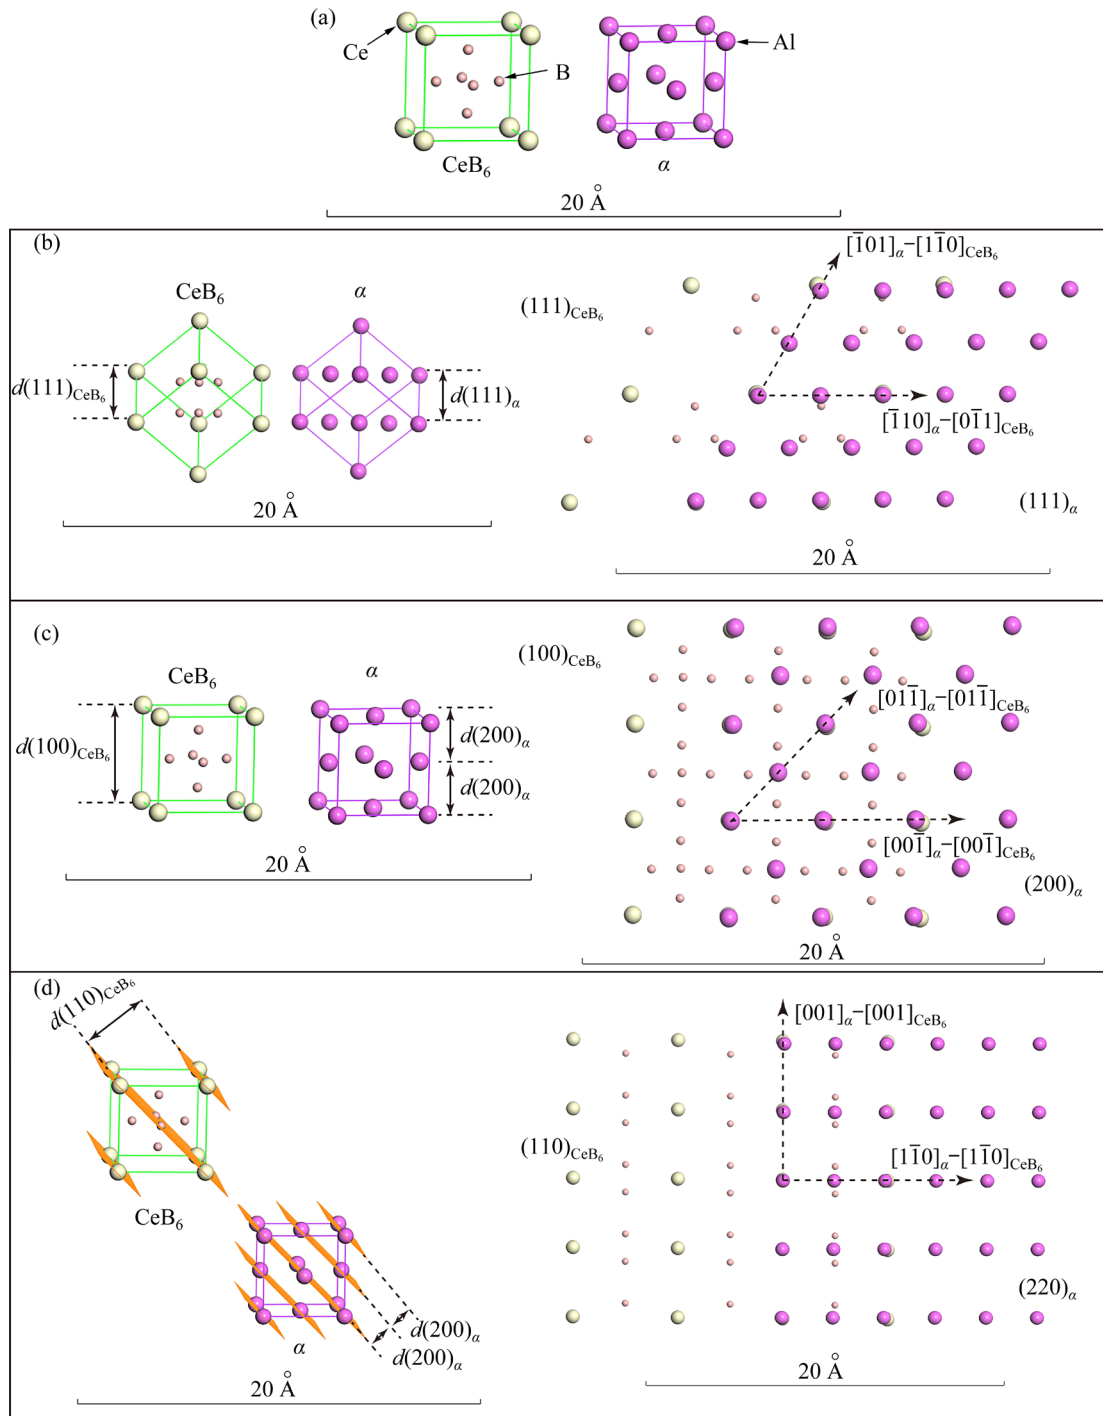 (a)
Ce
B
Al
CeB₆
α
20 Å
(b)
CeB₆
α
d(111)CeB₆
d(111)α
20 Å
[1̅01]α−[11̅0]CeB₆
(111)CeB₆
[1̅10]α−[01̅1]CeB₆
(111)α
20 Å
(c)
CeB₆
α
d(100)CeB₆
d(200)α
d(200)α
20 Å
(100)CeB₆
[011̅]α−[011̅]CeB₆
[001̅]α−[001̅]CeB₆
(200)α
20 Å
(d)
d(110)CeB₆
CeB₆
α
d(200)α
d(200)α
20 Å
[001]α−[001]CeB₆
(110)CeB₆
[11̅0]α−[11̅0]CeB₆
(220)α
20 Å